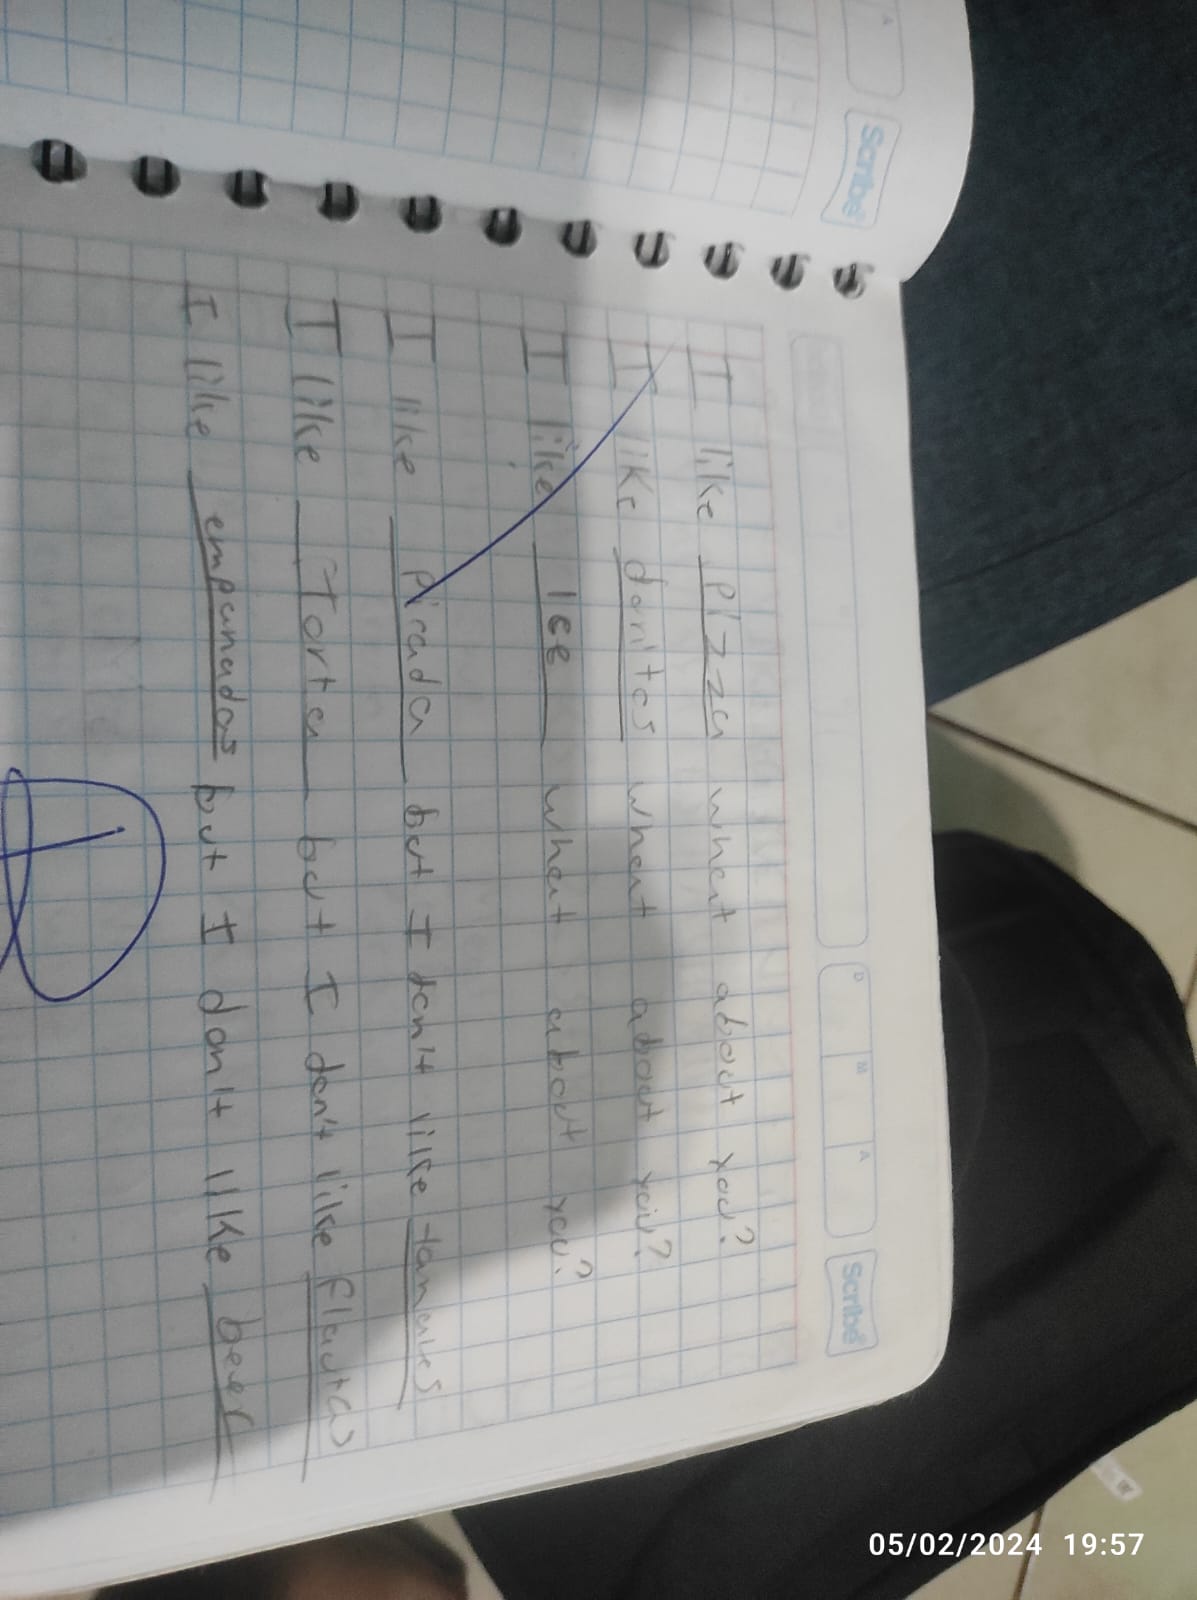 05/02/2024 19:57
A Scribe
D M A Scribe
I like Pizza what about you?
I like doritos what about you?
I like Ice what about you?
I like Picada but I don't like tamales
I like Torta but I don't like flautas
I like empanadas but I don't like beer